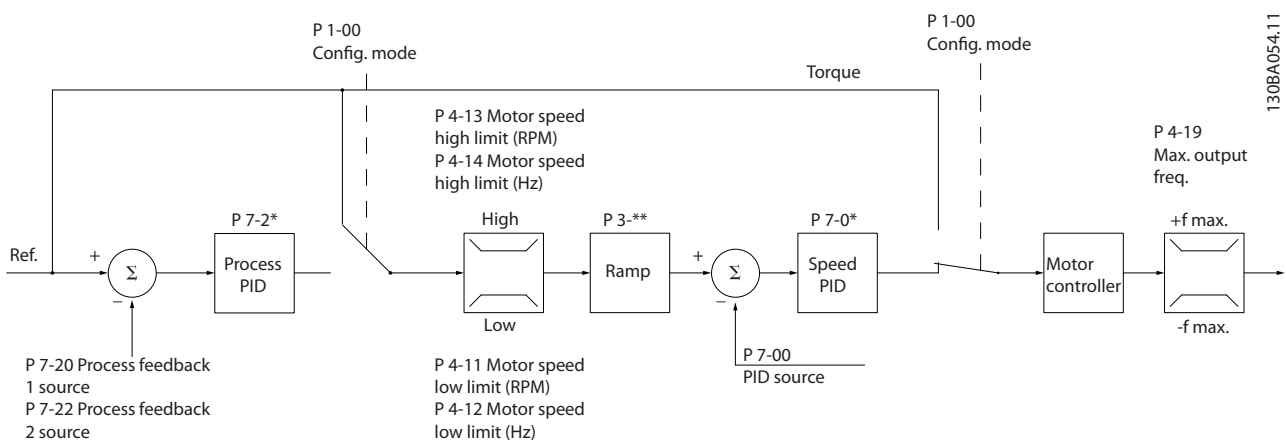 P 1-00
Config. mode
P 1-00
Config. mode
130BA054.11
Torque
P 4-13 Motor speed
high limit (RPM)
P 4-14 Motor speed
high limit (Hz)
P 4-19
Max. output
freq.
P 7-2*
High
P 3-**
P 7-0*
+f max.
Ref.
+
Σ
_
Process
PID
Ramp
+
Σ
_
Speed
PID
Motor
controller
Low
-f max.
P 7-20 Process feedback
1 source
P 7-22 Process feedback
2 source
P 4-11 Motor speed
low limit (RPM)
P 4-12 Motor speed
low limit (Hz)
P 7-00
PID source